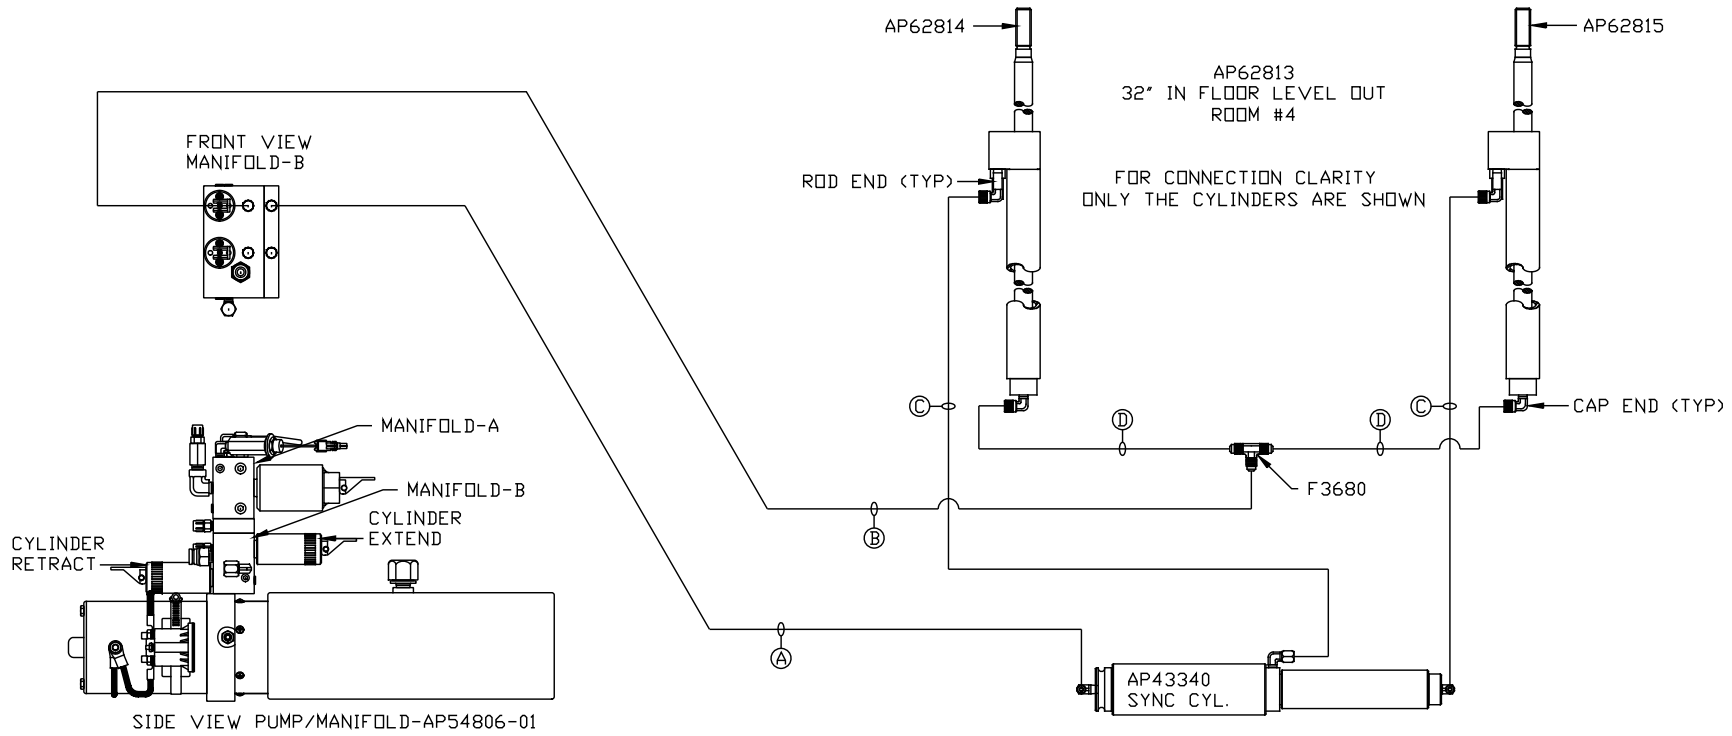 AP62814
AP62815
AP62813
32" IN FLOOR LEVEL OUT
ROOM #4
FRONT VIEW
MANIFOLD-B
ROD END (TYP)
FOR CONNECTION CLARITY
ONLY THE CYLINDERS ARE SHOWN
C
D
D
C
CAP END (TYP)
MANIFOLD-A
F3680
MANIFOLD-B
CYLINDER
EXTEND
B
CYLINDER
RETRACT
A
AP43340
SYNC CYL.
SIDE VIEW PUMP/MANIFOLD-AP54806-01